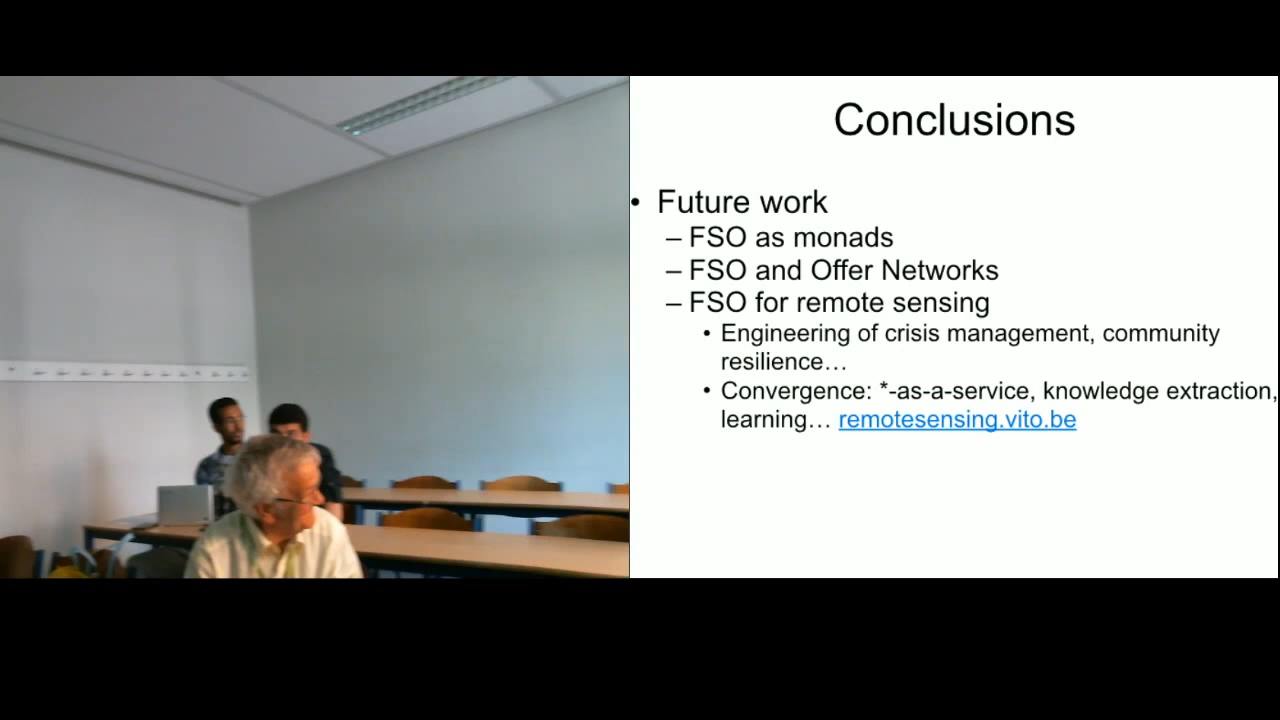 Conclusions
• Future work
– FSO as monads
– FSO and Offer Networks
– FSO for remote sensing
• Engineering of crisis management, community
resilience…
• Convergence: *-as-a-service, knowledge extraction,
learning… remotesensing.vito.be